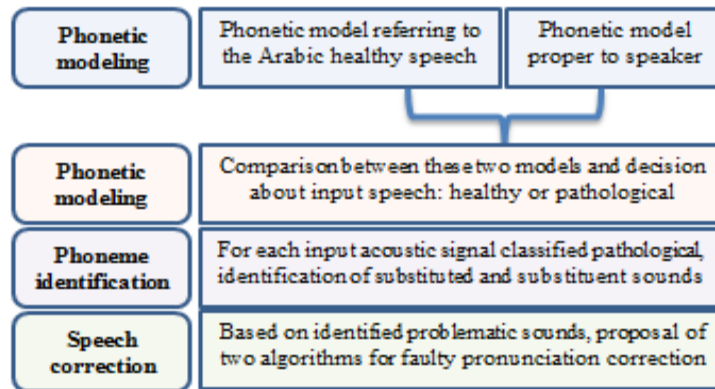 Phonetic
modeling
Phonetic model referring to
the Arabic healthy speech
Phonetic model
proper to speaker
Phonetic
modeling
Comparison between these two models and decision
about input speech: healthy or pathological
Phoneme
identification
For each input acoustic signal classified pathological,
identification of substituted and substituent sounds
Speech
correction
Based on identified problematic sounds, proposal of
two algorithms for faulty pronunciation correction